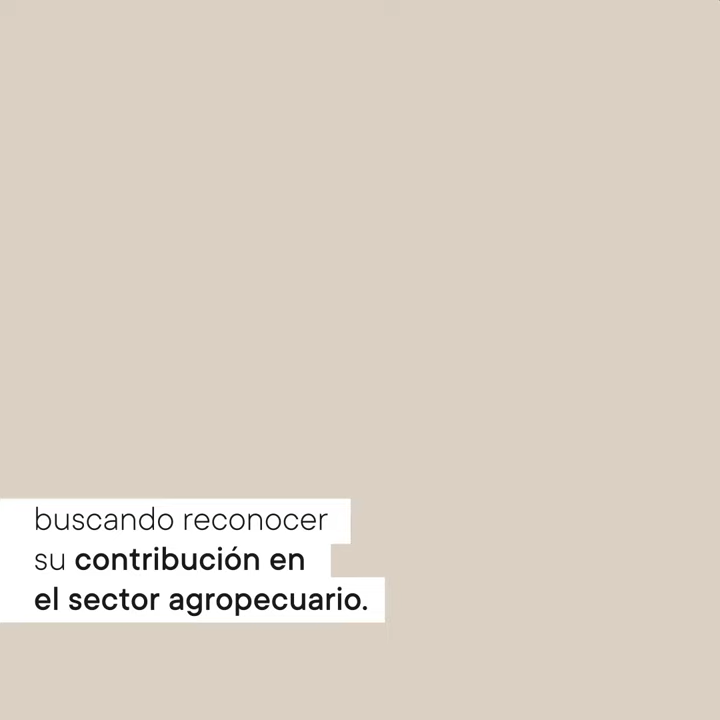 buscando reconocer
su contribución en
el sector agropecuario.